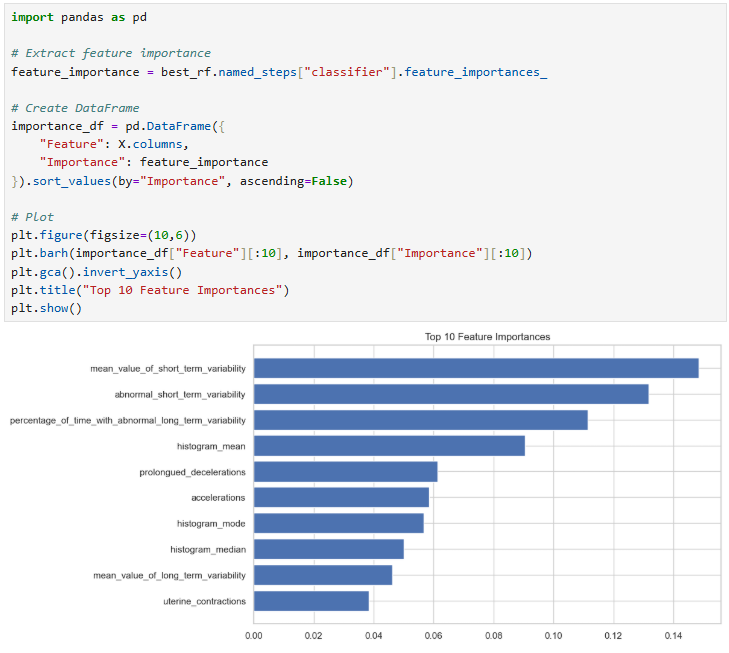 import pandas as pd
# Extract feature importance
feature_importance = best_rf.named_steps["classifier"].feature_importances_
# Create DataFrame
importance_df = pd.DataFrame({
    "Feature": X.columns,
    "Importance": feature_importance
}).sort_values(by="Importance", ascending=False)
# Plot
plt.figure(figsize=(10,6))
plt.barh(importance_df["Feature"][:10], importance_df["Importance"][:10])
plt.gca().invert_yaxis()
plt.title("Top 10 Feature Importances")
plt.show()
Top 10 Feature Importances
mean_value_of_short_term_variability
abnormal_short_term_variability
percentage_of_time_with_abnormal_long_term_variability
histogram_mean
prolongued_decelerations
accelerations
histogram_mode
histogram_median
mean_value_of_long_term_variability
uterine_contractions
0.00 0.02 0.04 0.06 0.08 0.10 0.12 0.14